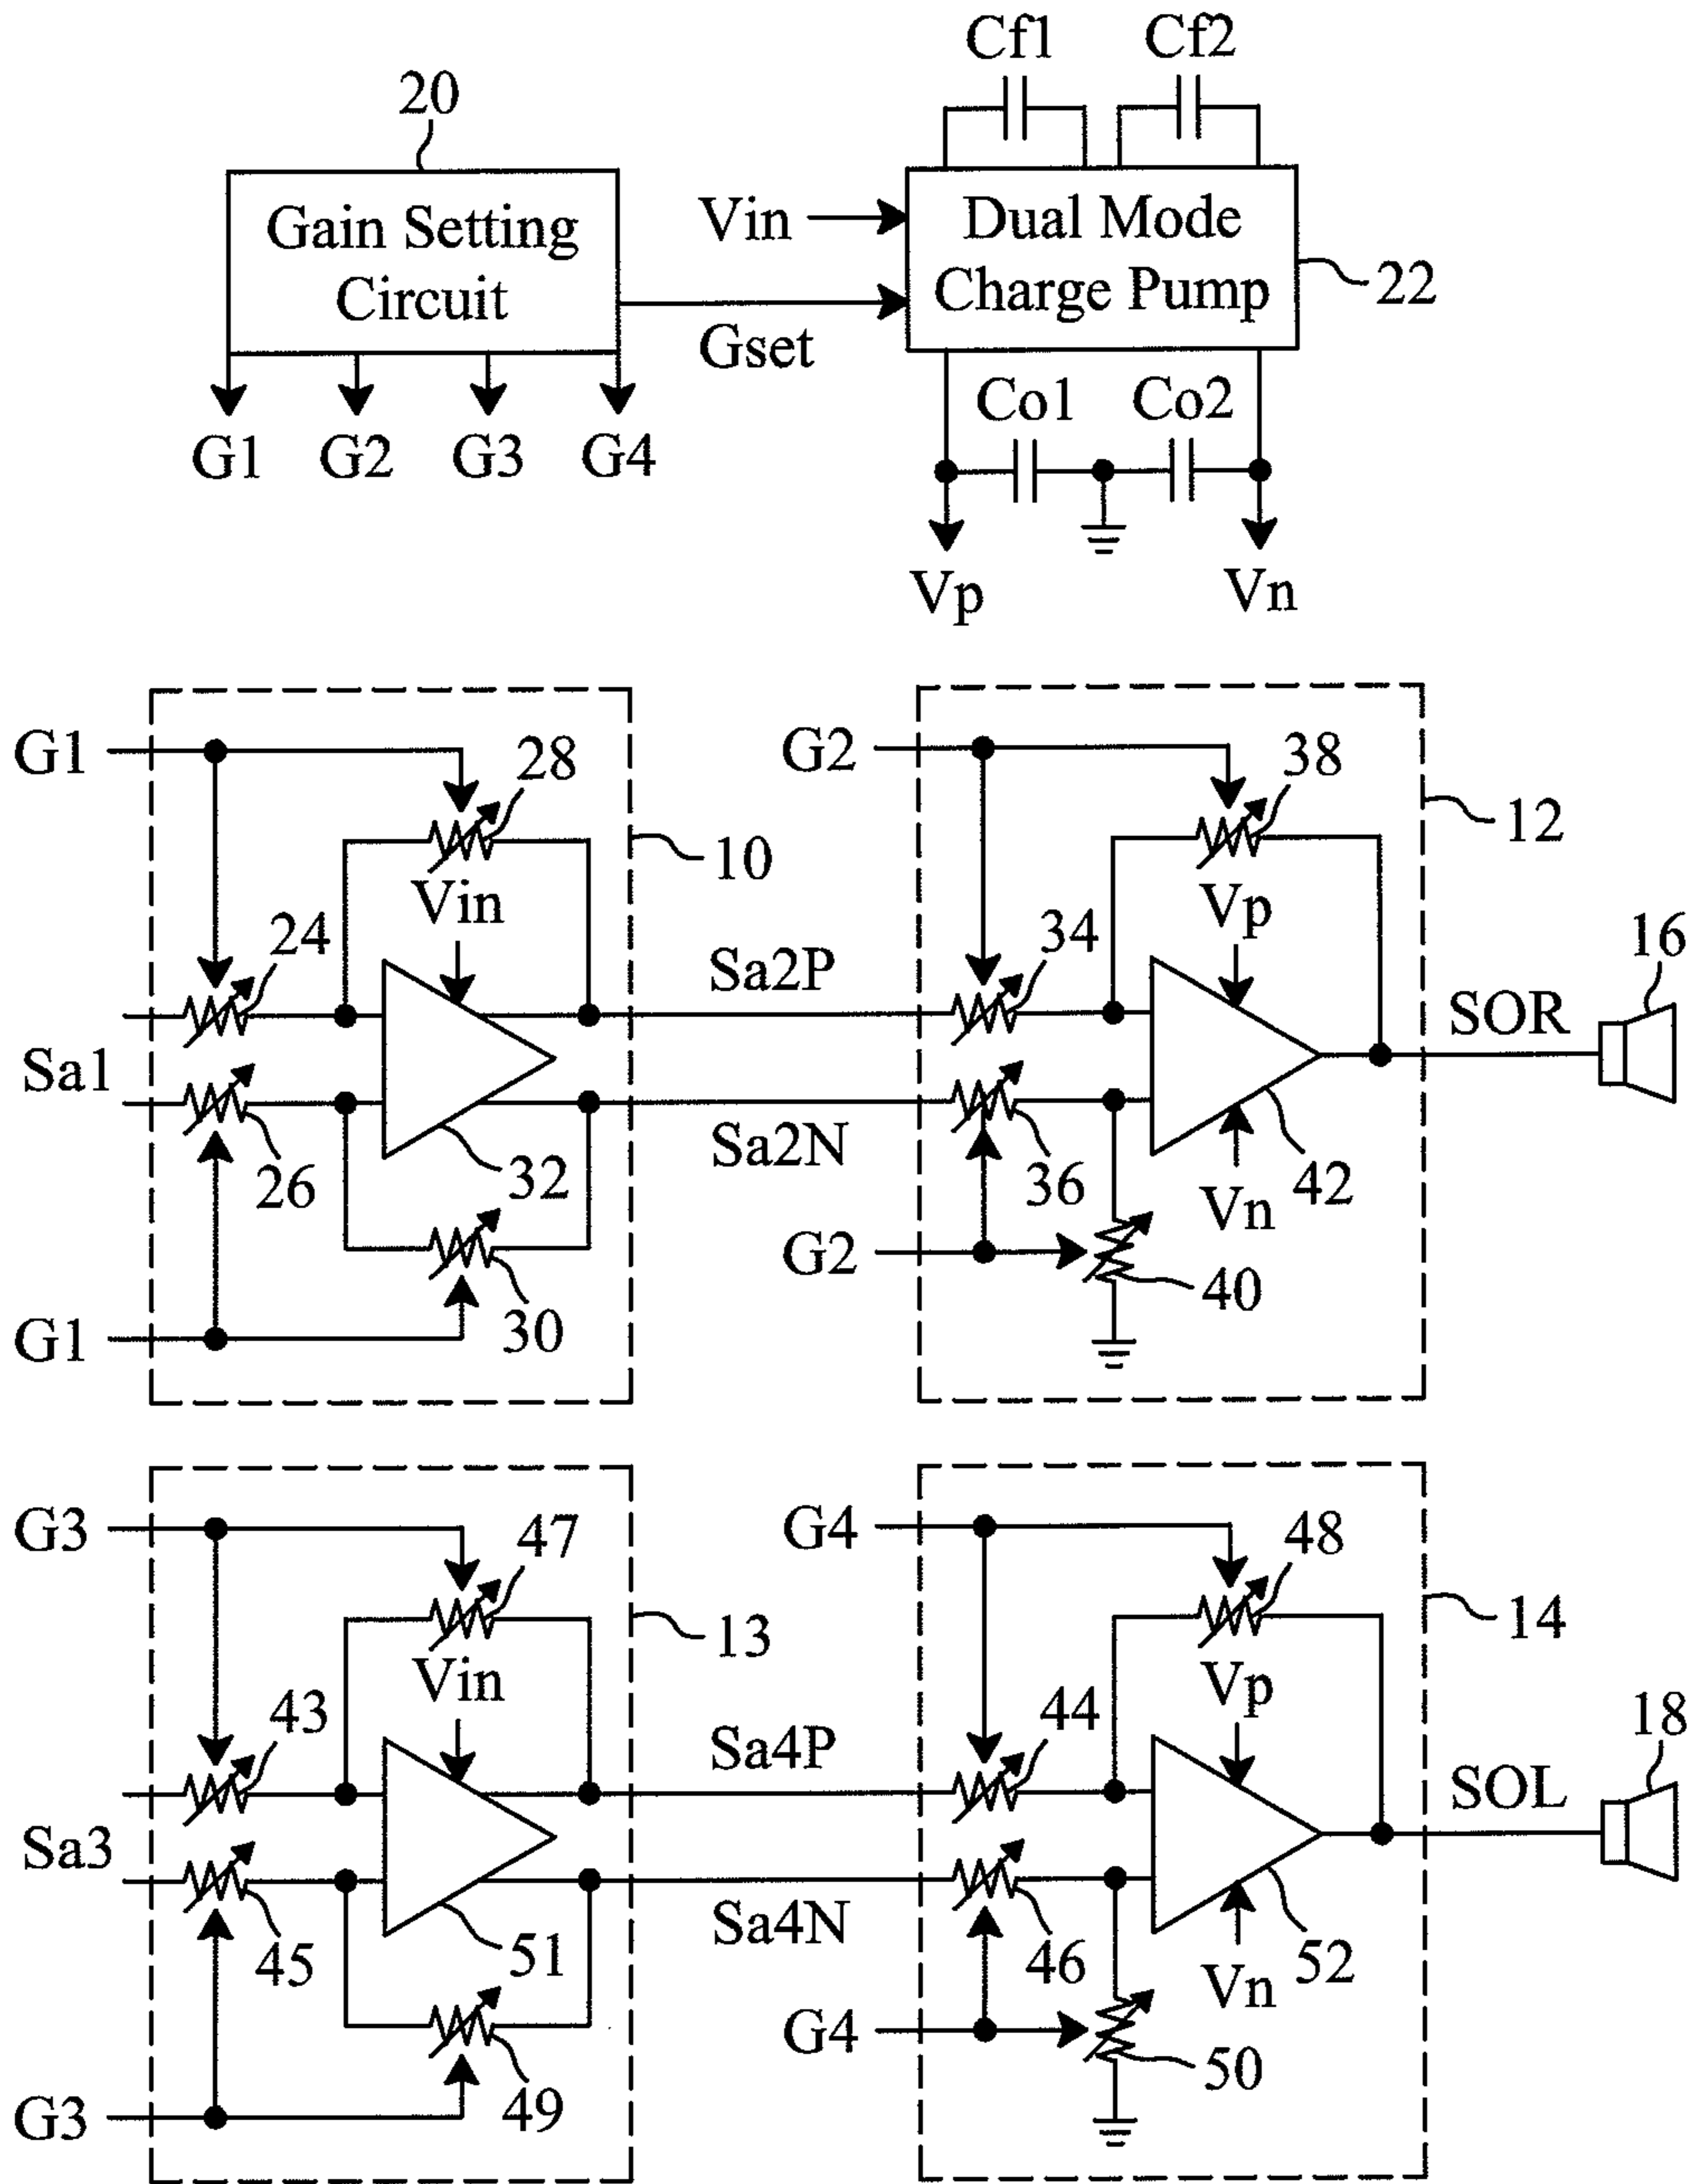 Cf1 Cf2
20
Gain Setting
Circuit
Vin
Gset
Dual Mode
Charge Pump
22
G1 G2 G3 G4
Co1 Co2
Vp Vn
G1
28
10
Vin
24
Sa1
26
32
30
G1
Sa2P
Sa2N
G2
38
12
Vp
34
36
Vn
42
G2
40
SOR
16
G3
47
13
Vin
43
Sa3
45
51
49
G3
Sa4P
Sa4N
G4
48
14
Vp
44
46
Vn
52
G4
50
SOL
18